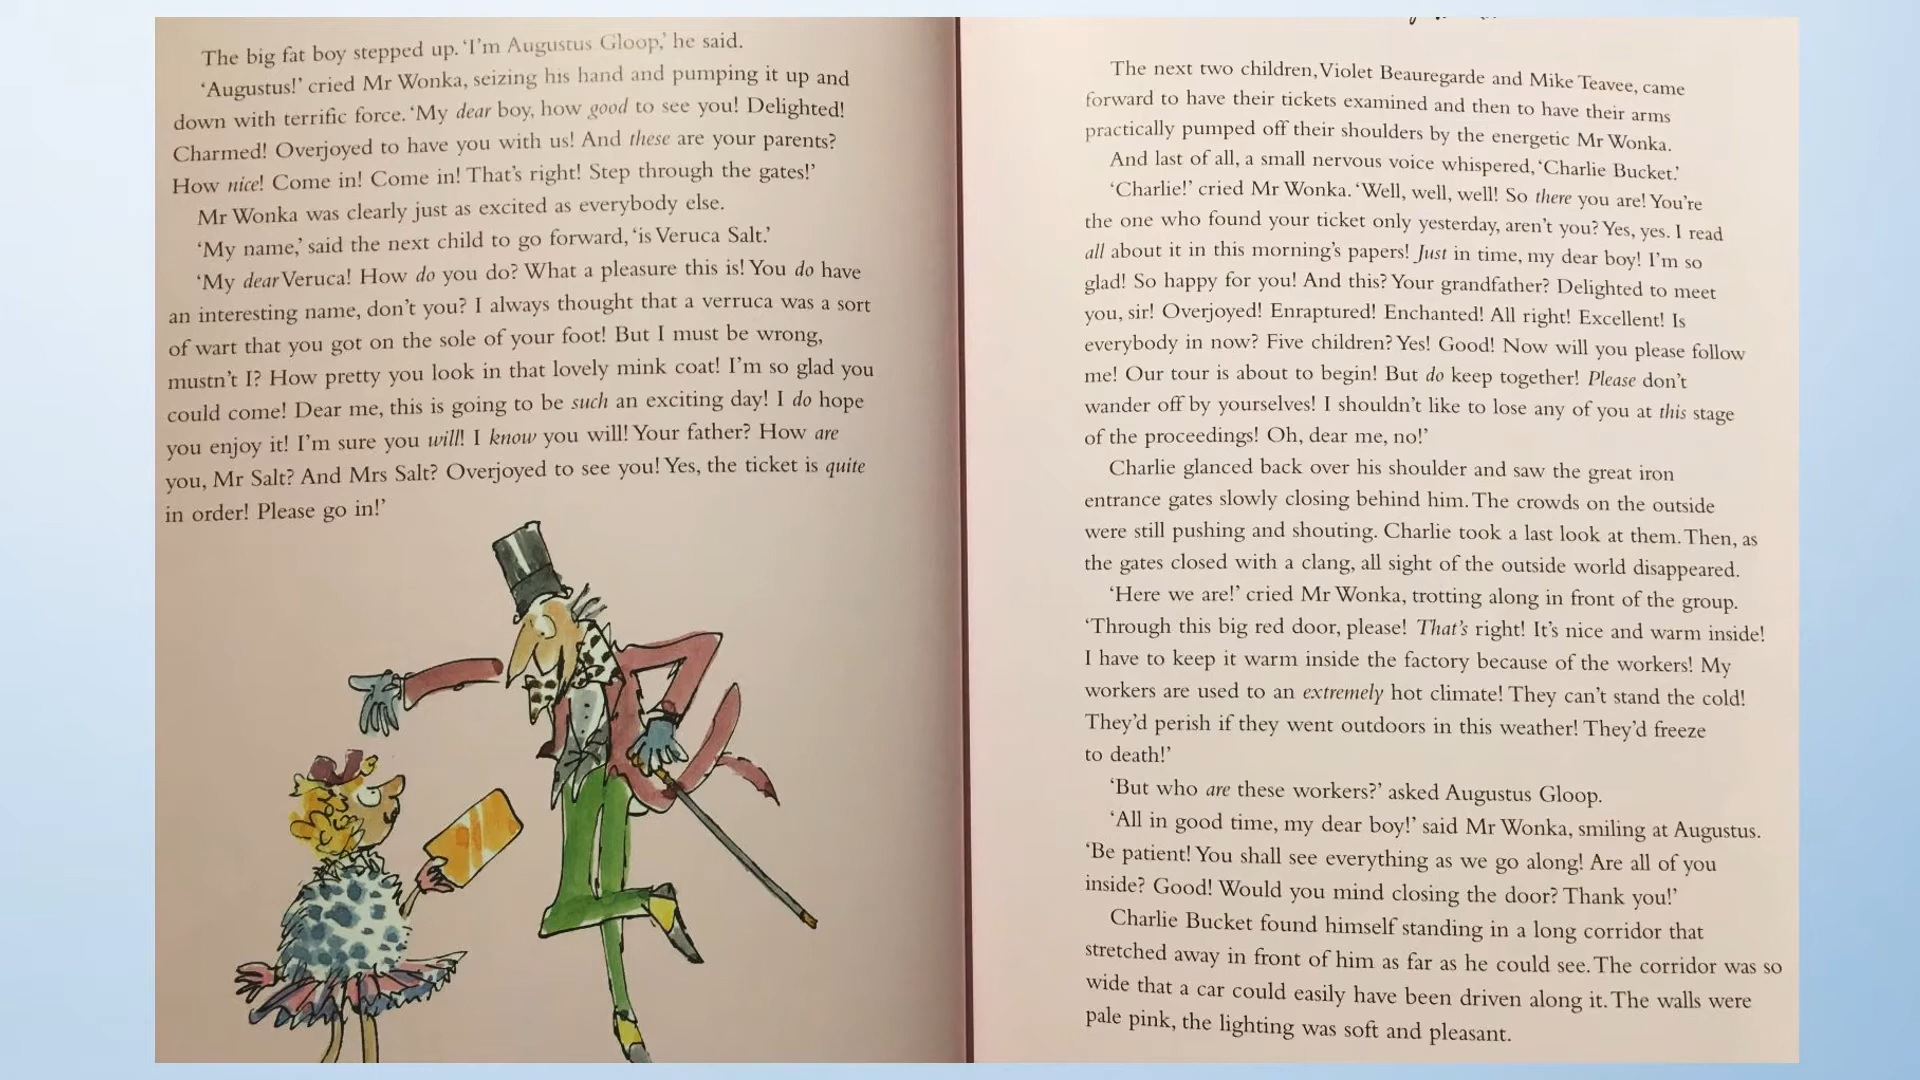 The big fat boy stepped up. ‘I’m Augustus Gloop,’ he said.
‘Augustus!’ cried Mr Wonka, seizing his hand and pumping it up and
down with terrific force. ‘My dear boy, how good to see you! Delighted!
Charmed! Overjoyed to have you with us! And these are your parents?
How nice! Come in! Come in! That’s right! Step through the gates!’
Mr Wonka was clearly just as excited as everybody else.
‘My name,’ said the next child to go forward, ‘is Veruca Salt.’
‘My dear Veruca! How do you do? What a pleasure this is! You do have
an interesting name, don’t you? I always thought that a verruca was a sort
of wart that you got on the sole of your foot! But I must be wrong,
mustn’t I? How pretty you look in that lovely mink coat! I’m so glad you
could come! Dear me, this is going to be such an exciting day! I do hope
you enjoy it! I’m sure you will! I know you will! Your father? How are
you, Mr Salt? And Mrs Salt? Overjoyed to see you! Yes, the ticket is quite
in order! Please go in!’
The next two children, Violet Beauregarde and Mike Teavee, came
forward to have their tickets examined and then to have their arms
practically pumped off their shoulders by the energetic Mr Wonka.
And last of all, a small nervous voice whispered, ‘Charlie Bucket.’
‘Charlie!’ cried Mr Wonka. ‘Well, well, well! So there you are! You’re
the one who found your ticket only yesterday, aren’t you? Yes, yes. I read
all about it in this morning’s papers! Just in time, my dear boy! I’m so
glad! So happy for you! And this? Your grandfather? Delighted to meet
you, sir! Overjoyed! Enraptured! Enchanted! All right! Excellent! Is
everybody in now? Five children? Yes! Good! Now will you please follow
me! Our tour is about to begin! But do keep together! Please don’t
wander off by yourselves! I shouldn’t like to lose any of you at this stage
of the proceedings! Oh, dear me, no!’
Charlie glanced back over his shoulder and saw the great iron
entrance gates slowly closing behind him. The crowds on the outside
were still pushing and shouting. Charlie took a last look at them. Then, as
the gates closed with a clang, all sight of the outside world disappeared.
‘Here we are!’ cried Mr Wonka, trotting along in front of the group.
‘Through this big red door, please! That’s right! It’s nice and warm inside!
I have to keep it warm inside the factory because of the workers! My
workers are used to an extremely hot climate! They can’t stand the cold!
They’d perish if they went outdoors in this weather! They’d freeze
to death!’
‘But who are these workers?’ asked Augustus Gloop.
‘All in good time, my dear boy!’ said Mr Wonka, smiling at Augustus.
‘Be patient! You shall see everything as we go along! Are all of you
inside? Good! Would you mind closing the door? Thank you!’
Charlie Bucket found himself standing in a long corridor that
stretched away in front of him as far as he could see. The corridor was so
wide that a car could easily have been driven along it. The walls were
pale pink, the lighting was soft and pleasant.